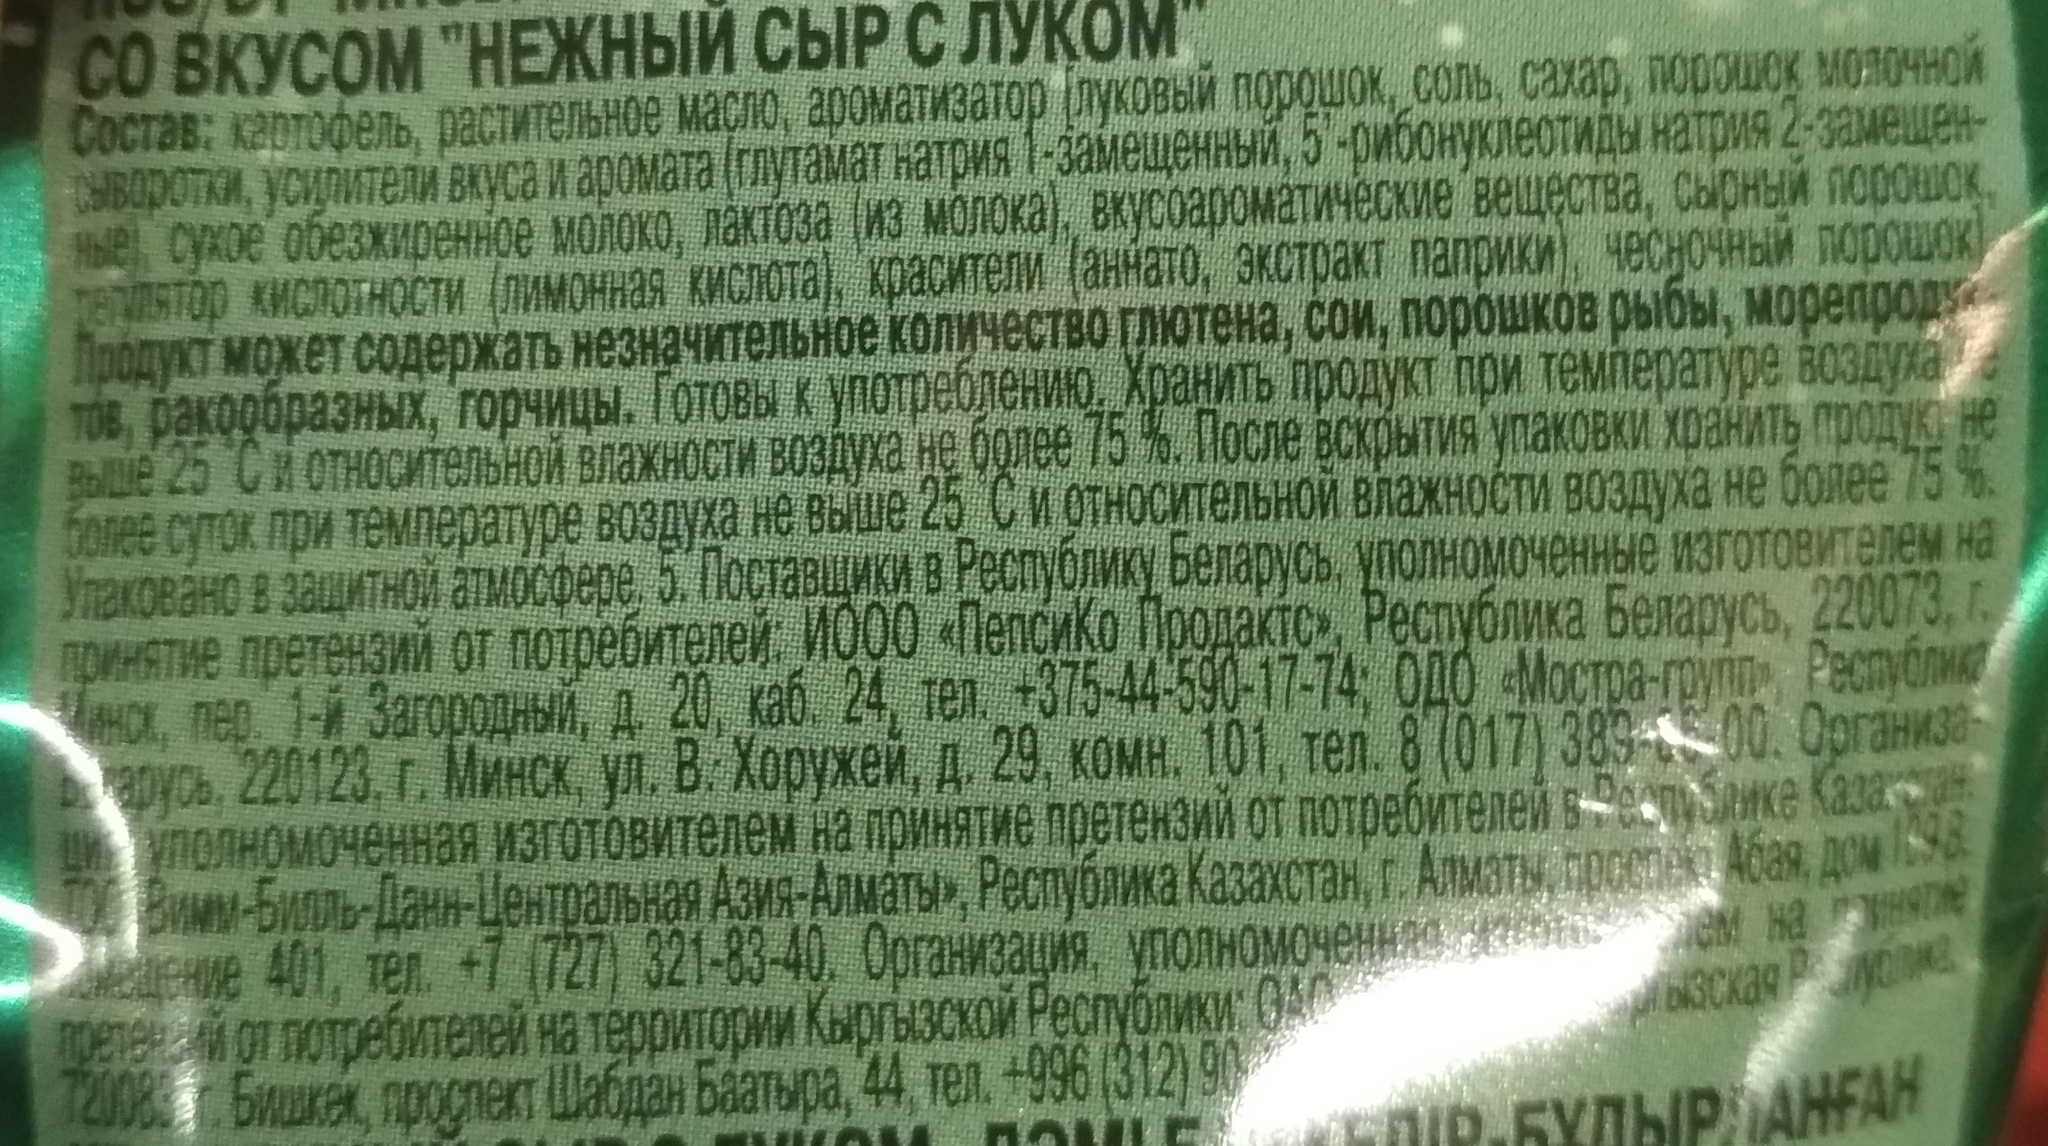 СО ВКУСОМ "НЕЖНЫЙ СЫР С ЛУКОМ"
Состав: картофель, растительное масло, ароматизатор (луковый порошок, соль, сахар, порошок молочной
сыворотки, усилители вкуса и аромата (глутамат натрия 1-замещенный, 5'-рибонуклеотиды натрия 2-замещен-
ные), сухое обезжиренное молоко, лактоза (из молока), вкусоароматические вещества, сырный порошок,
регулятор кислотности (лимонная кислота), красители (аннато, экстракт паприки), чесночный порошок)
Продукт может содержать незначительное количество глютена, сои, порошков рыбы, морепродук-
тов, ракообразных, горчицы. Готовы к употреблению. Хранить продукт при температуре воздуха не
выше 25 °С и относительной влажности воздуха не более 75 %. После вскрытия упаковки хранить продукт не
более суток при температуре воздуха не выше 25 °С и относительной влажности воздуха не более 75 %.
Упаковано в защитной атмосфере. 5. Поставщики в Республику Беларусь, уполномоченные изготовителем на
принятие претензий от потребителей: ИООО «ПепсиКо Продактс», Республика Беларусь, 220073, г.
Минск, пер. 1-й Загородный, д. 20, каб. 24, тел. +375-44-590-17-74; ОДО «Мостра-групп», Республика
Беларусь, 220123, г. Минск, ул. В. Хоружей, д. 29, комн. 101, тел. 8 (017) Организа-
ция, уполномоченная изготовителем на принятие претензий от потребителей в Республике Казахстан:
ТОО «Вимм-Билль-Данн-Центральная Азия-Алматы», Республика Казахстан, г. Алматы, проспект Абая, дом
помещение 401, тел. +7 (727) 321-83-40. Организация, уполномоченная изготовителем на принятие
претензий от потребителей на территории Кыргызской Республики: Кыргызская Республика,
720083, г. Бишкек, проспект Шабдан Баатыра, 44, тел. +996 (312)